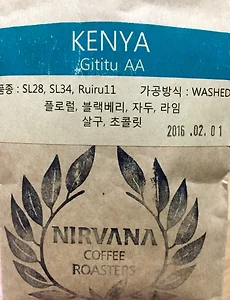 KENYA
Gititu AA
품종 : SL28, SL34, Ruiru11 가공방식 : WASHED
플로럴, 블랙베리, 자두, 라임
살구, 초콜릿
2016 .02. 01
NIRVANA
COFFEE
ROASTERS